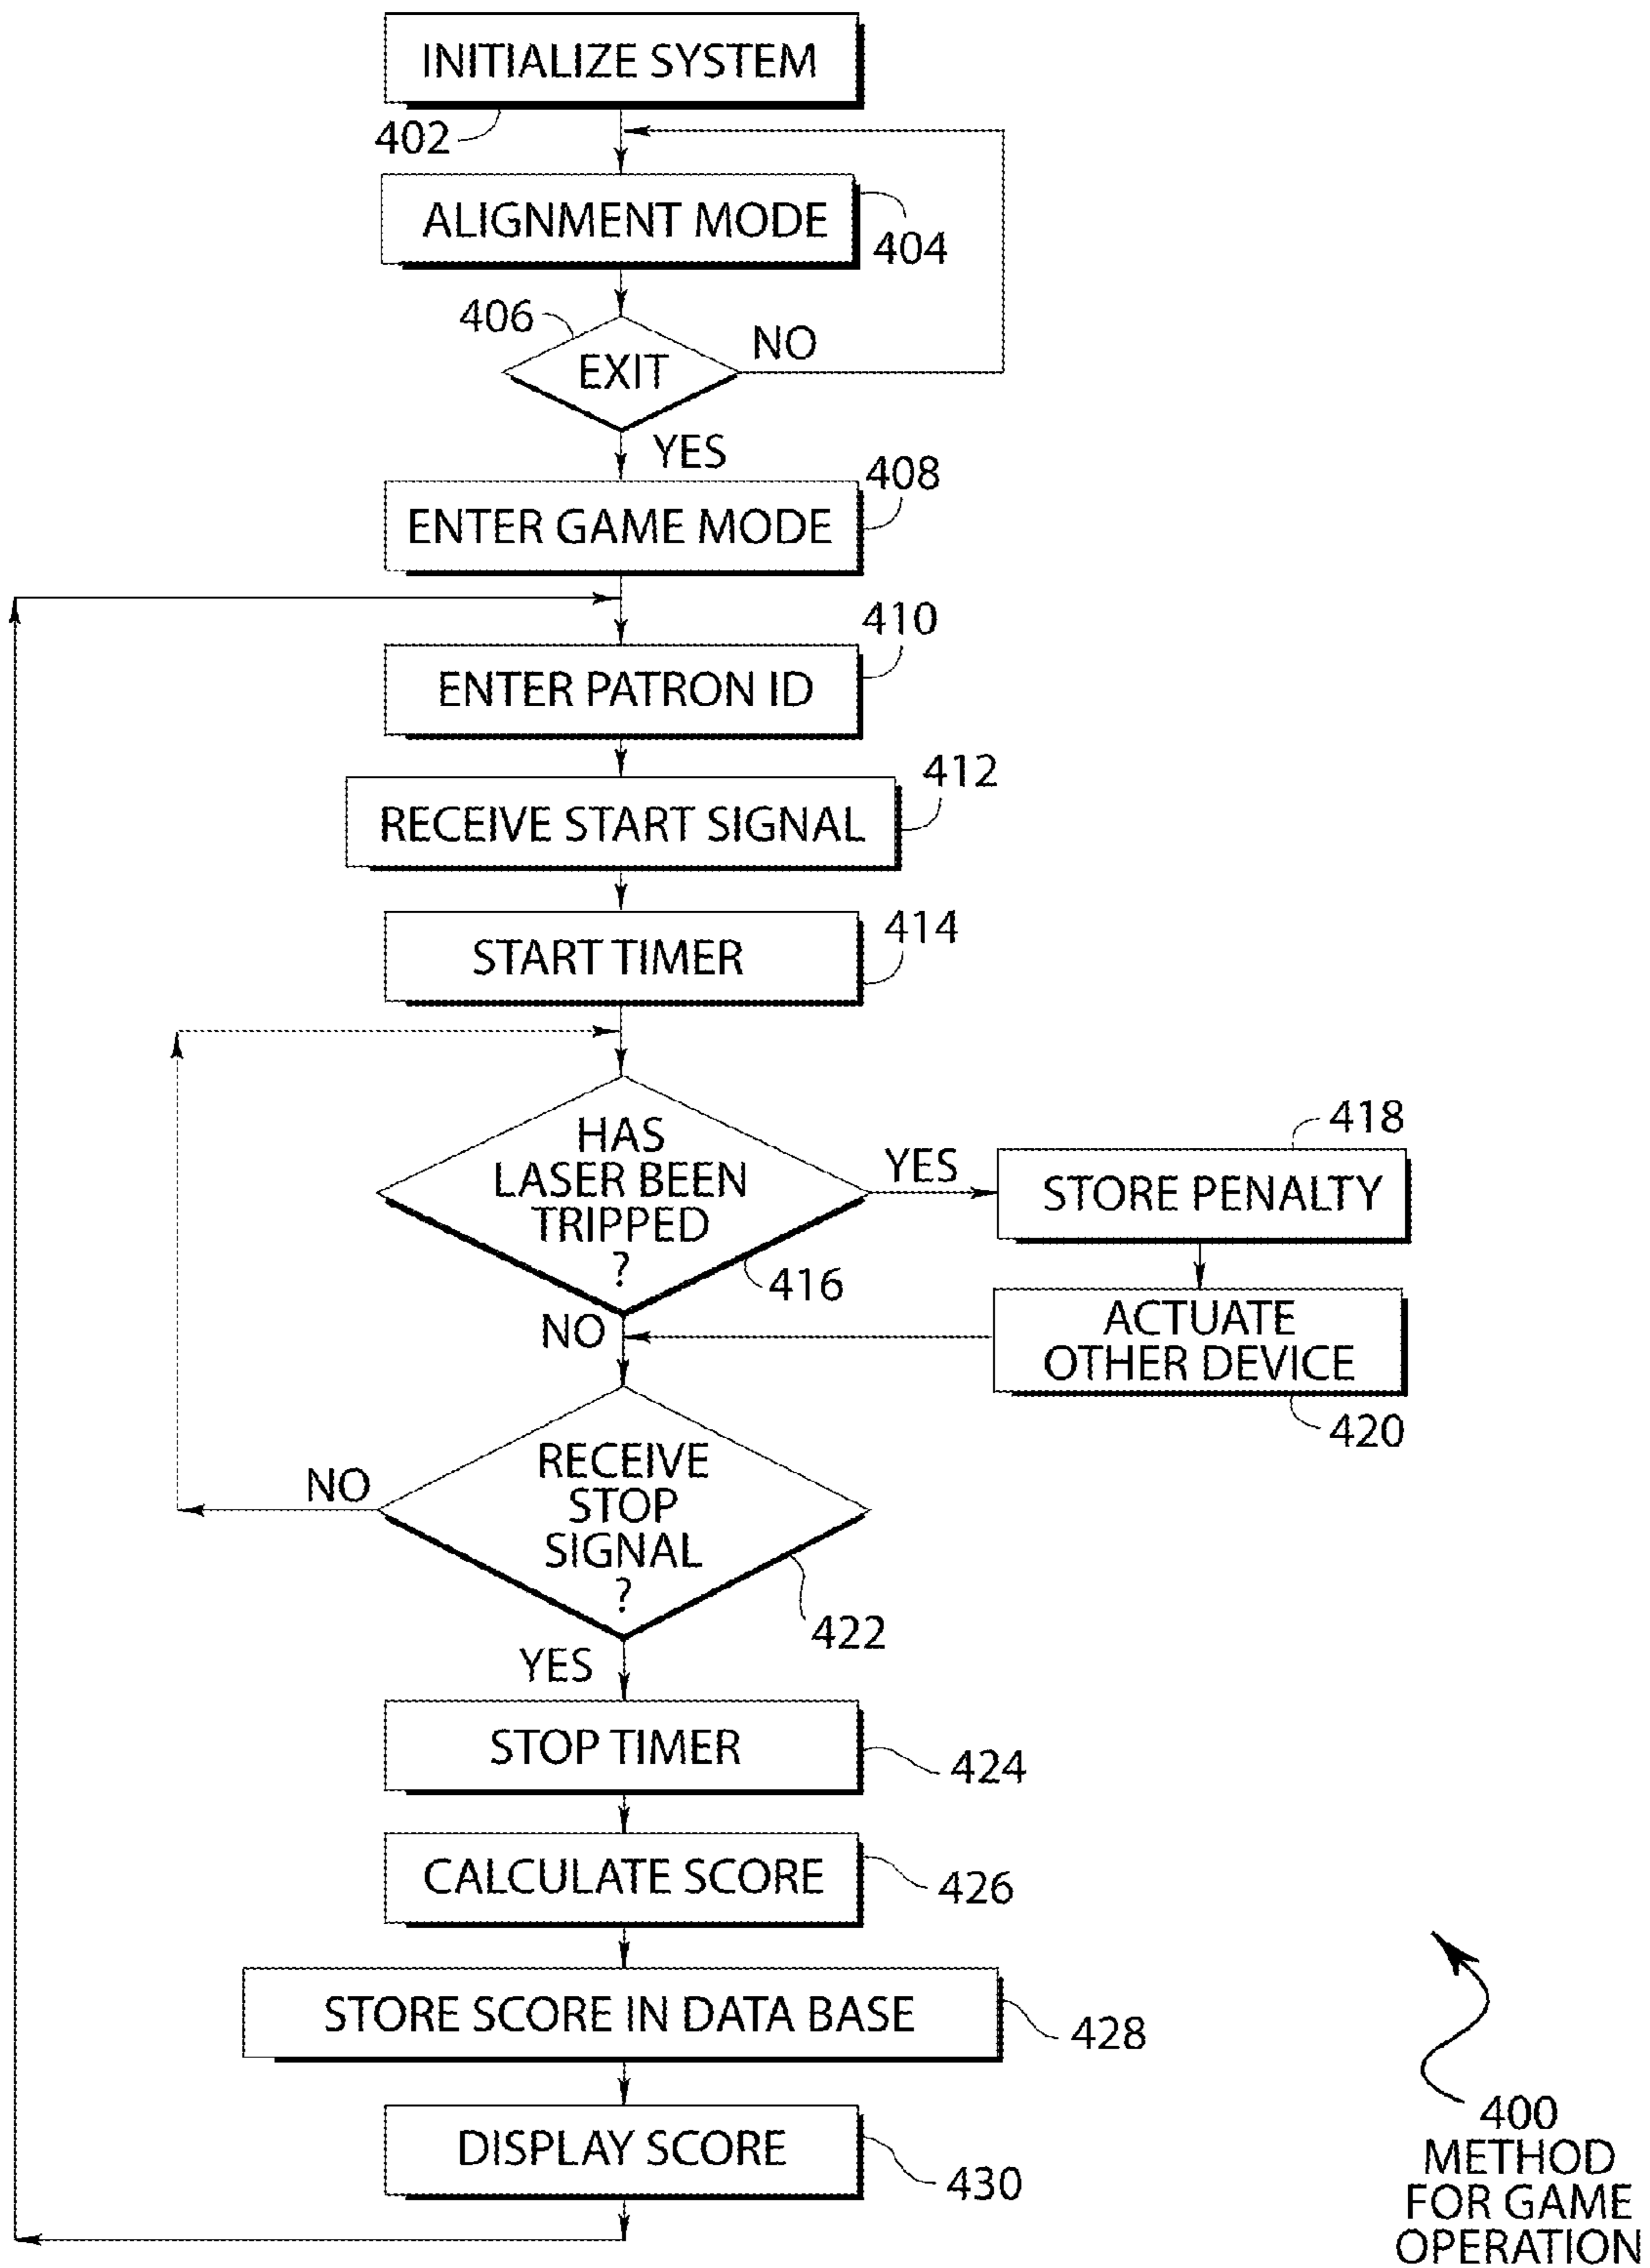 INITIALIZE SYSTEM
402
ALIGNMENT MODE
404
406
EXIT
NO
YES
408
ENTER GAME MODE
410
ENTER PATRON ID
412
RECEIVE START SIGNAL
414
START TIMER
HAS
LASER BEEN
TRIPPED
?
416
YES
418
STORE PENALTY
NO
ACTUATE
OTHER DEVICE
420
RECEIVE
STOP
SIGNAL
?
NO
422
YES
STOP TIMER
424
CALCULATE SCORE
426
STORE SCORE IN DATA BASE
428
DISPLAY SCORE
430
400
METHOD
FOR GAME
OPERATION